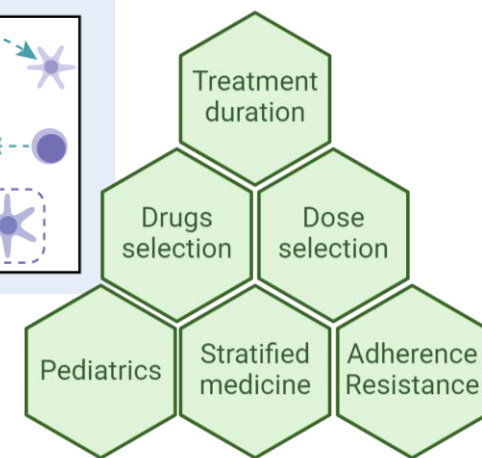 Treatment
duration
Drugs
selection
Dose
selection
Pediatrics
Stratified
medicine
Adherence
Resistance